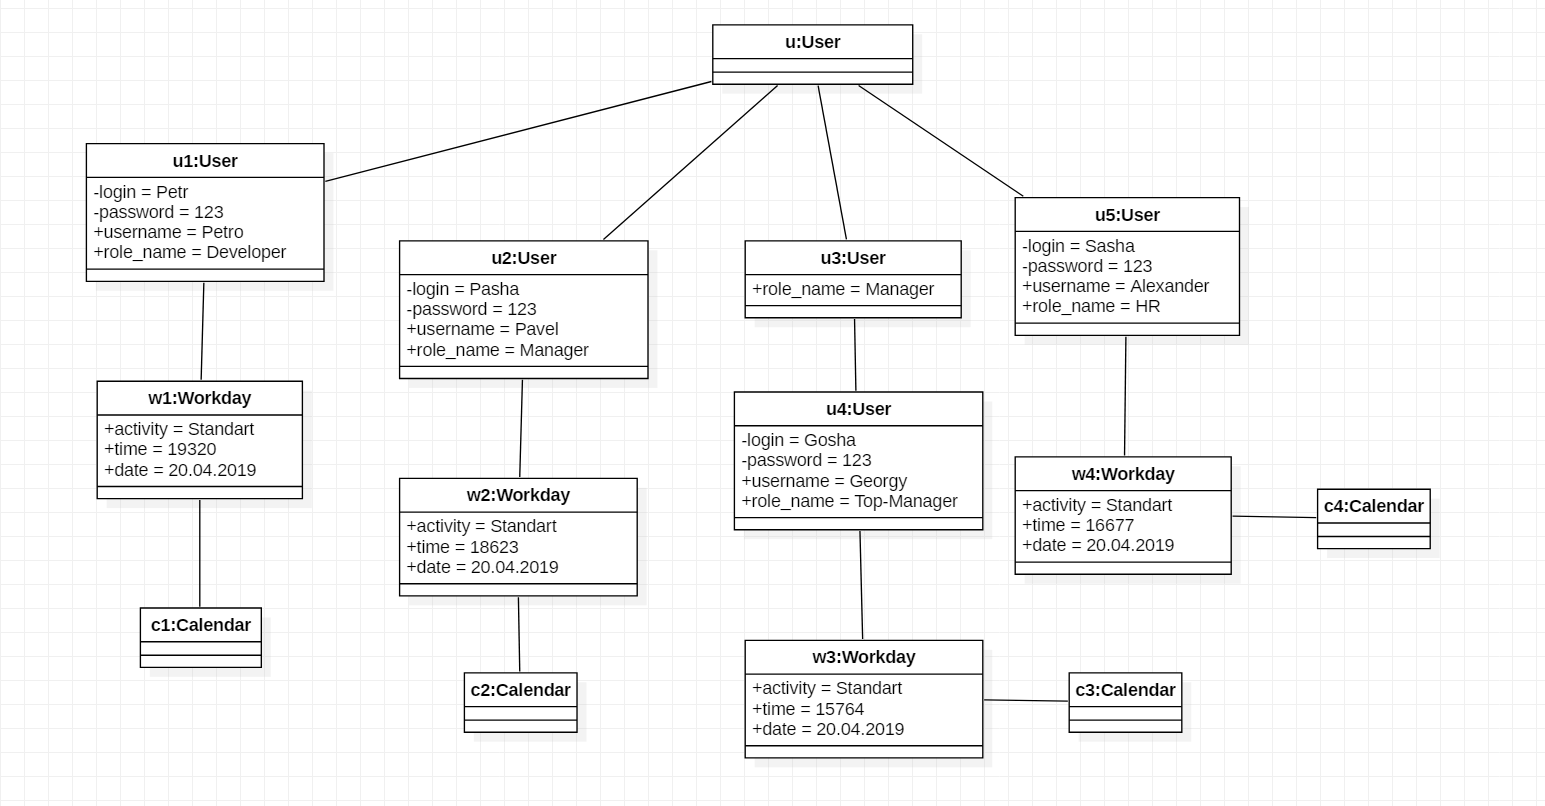 u:User
u1:User
-login = Petr
-password = 123
+username = Petro
+role_name = Developer
u2:User
-login = Pasha
-password = 123
+username = Pavel
+role_name = Manager
u3:User
+role_name = Manager
u5:User
-login = Sasha
-password = 123
+username = Alexander
+role_name = HR
w1:Workday
+activity = Standart
+time = 19320
+date = 20.04.2019
w2:Workday
+activity = Standart
+time = 18623
+date = 20.04.2019
u4:User
-login = Gosha
-password = 123
+username = Georgy
+role_name = Top-Manager
w4:Workday
+activity = Standart
+time = 16677
+date = 20.04.2019
c4:Calendar
c1:Calendar
c2:Calendar
w3:Workday
+activity = Standart
+time = 15764
+date = 20.04.2019
c3:Calendar